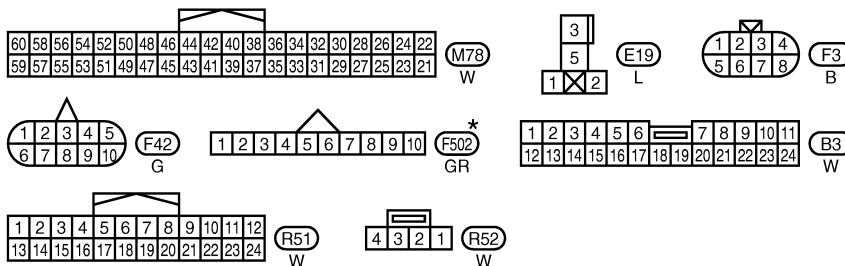 60 58 56 54 52 50 48 46 44 42 40 38 36 34 32 30 28 26 24 22
59 57 55 53 51 49 47 45 43 41 39 37 35 33 31 29 27 25 23 21
M78
W
3
5
1 2
E19
L
1 2 3 4
5 6 7 8
F3
B
1 2 3 4 5
6 7 8 9 10
F42
G
1 2 3 4 5 6 7 8 9 10
F502 *
GR
1 2 3 4 5 6 7 8 9 10 11
12 13 14 15 16 17 18 19 20 21 22 23 24
B3
W
1 2 3 4 5 6 7 8 9 10 11 12
13 14 15 16 17 18 19 20 21 22 23 24
R51
W
4 3 2 1
R52
W